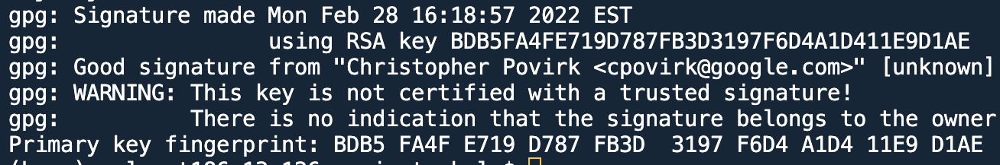 gpg: Signature made Mon Feb 28 16:18:57 2022 EST
gpg:                using RSA key BDB5FA4FE719D787FB3D3197F6D4A1D411E9D1AE
gpg: Good signature from "Christopher Povirk <cpovirk@google.com>" [unknown]
gpg: WARNING: This key is not certified with a trusted signature!
gpg:          There is no indication that the signature belongs to the owner
Primary key fingerprint: BDB5 FA4F E719 D787 FB3D  3197 F6D4 A1D4 11E9 D1AE